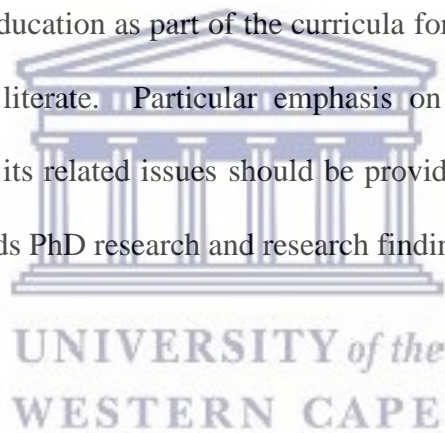 ducation as part of the curricula for
literate. Particular emphasis on
its related issues should be provid
ds PhD research and research findin
UNIVERSITY of the
WESTERN CAPE